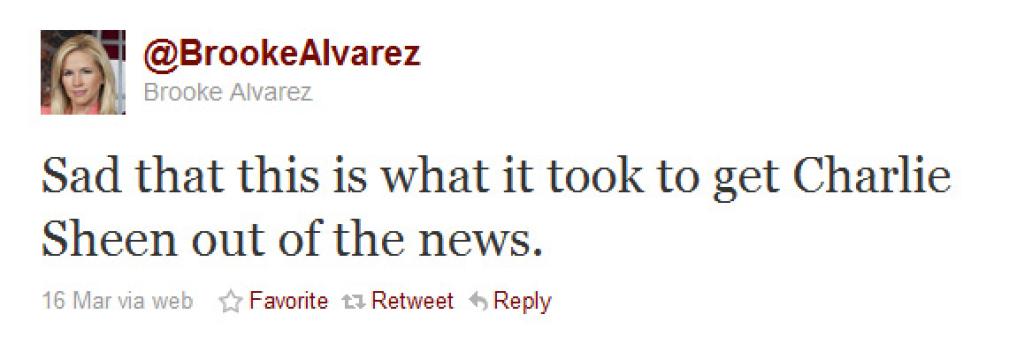 @BrookeAlvarez
Brooke Alvarez
Sad that this is what it took to get Charlie
Sheen out of the news.
16 Mar via web Favorite Retweet Reply